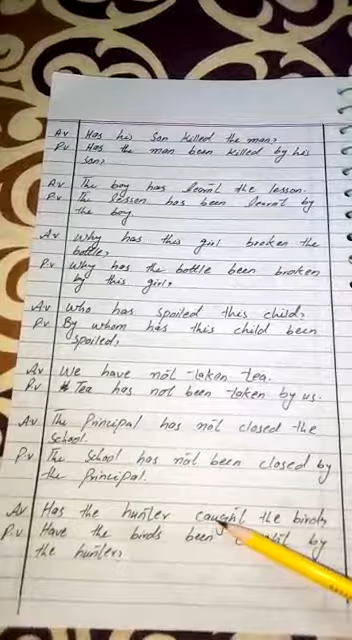 Av Has his son killed the man?
P.v Has the man been killed by his
son?
Av The boy has learnt the lesson.
P.v The lesson has been learnt by
the boy
Av Why has this girl broken the
bottle?
P.v Why has the bottle been broken
by this girl?
Av Who has spoiled this child?
P.v By whom has this child been
spoiled?
Av We have not taken tea.
P.v Tea has not been taken by us.
Av The Principal has not closed the
School.
P.v The School has not been closed by
the Principal.
Av Has the hunter caught the birds
P.v Have the birds been by
the hunter?